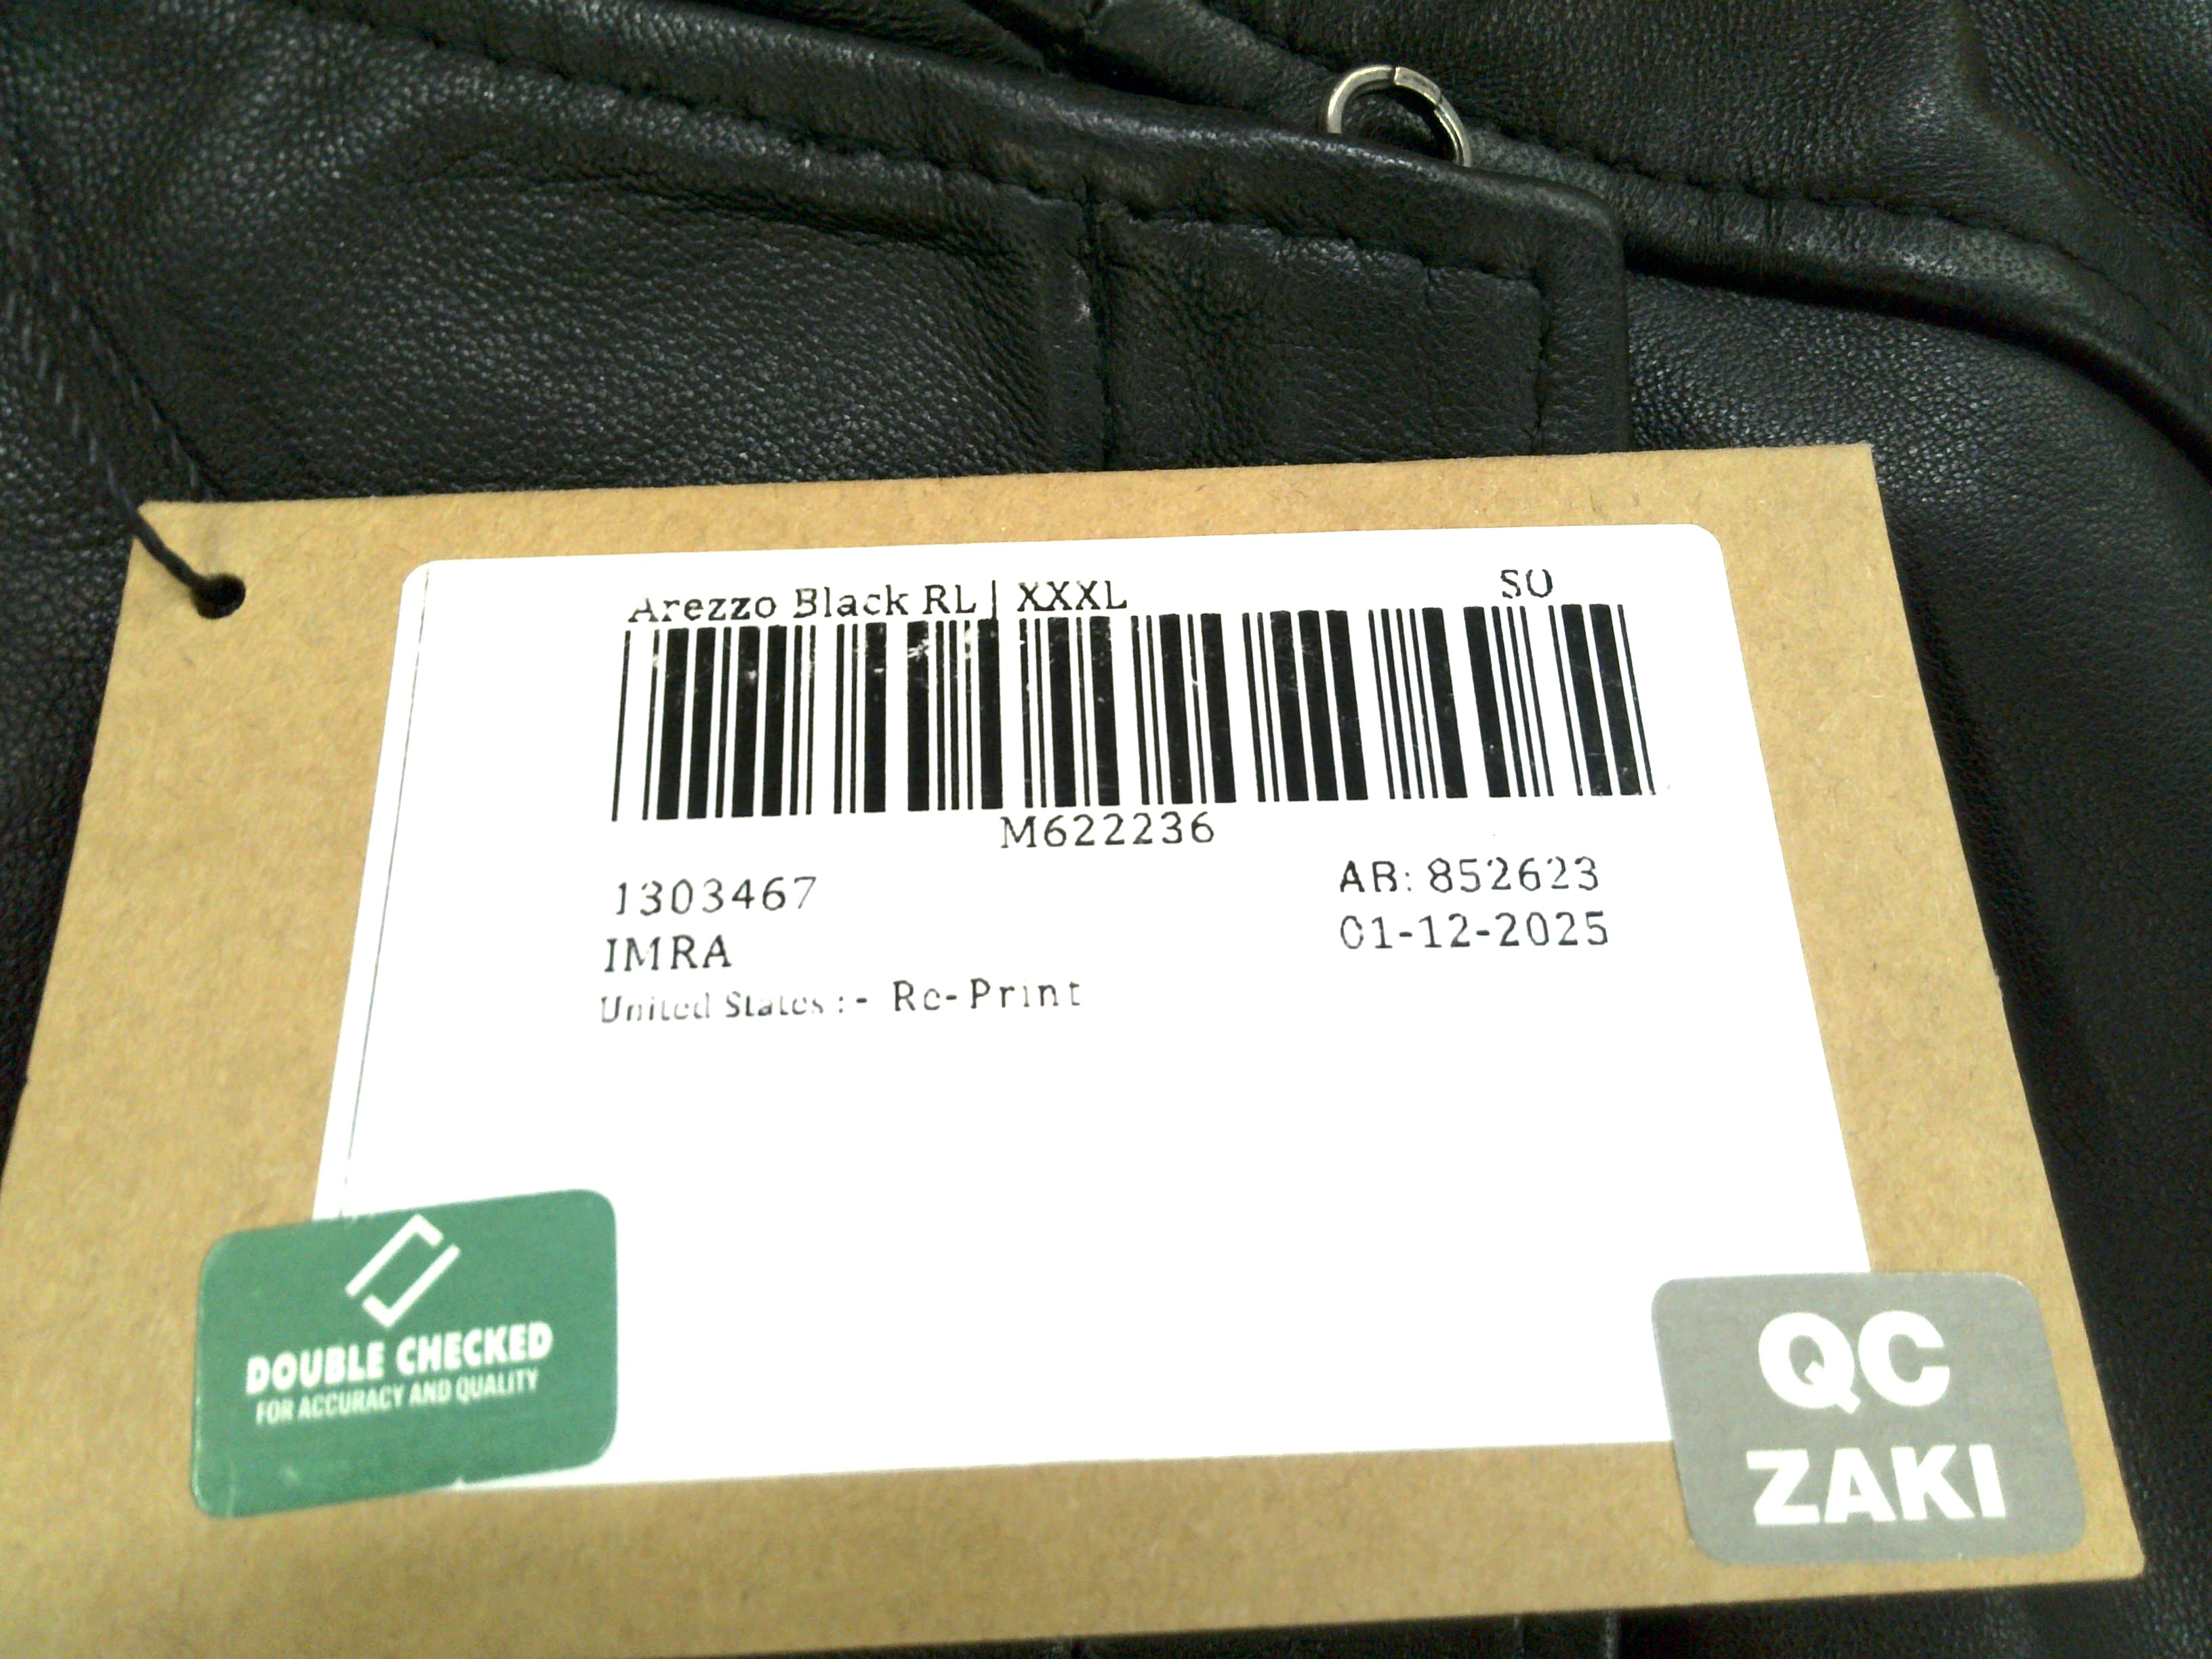 Arezzo Black RL | XXXL SO
M622236
1303467 AB: 852623
IMRA 01-12-2025
United States :- Re-Print
DOUBLE CHECKED
FOR ACCURACY AND QUALITY
QC
ZAKI